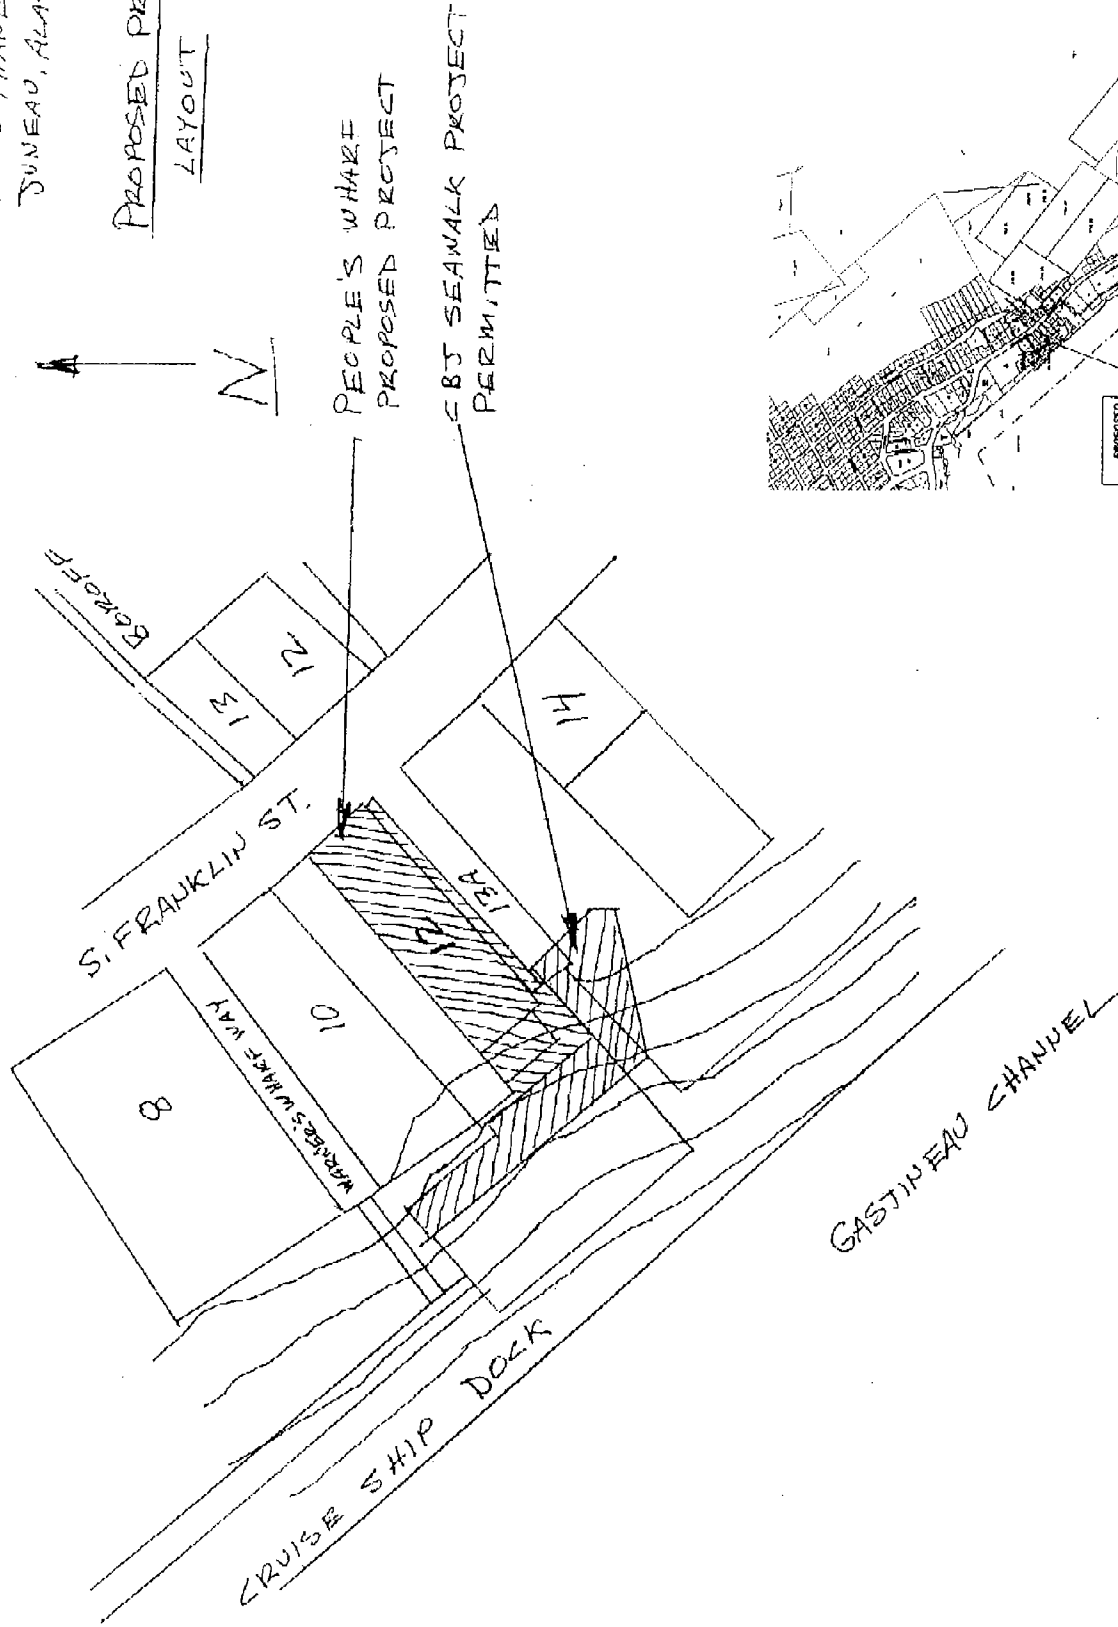 JUNEAU, ALA
PROPOSED PR
LAYOUT
N
PEOPLE'S WHARF
PROPOSED PROJECT
CBJ SEAWALK PROJECT
PERMITTED
BOROFF
13
12
S. FRANKLIN ST.
14
13A
12
10
WARNER'S WHARF WAY
8
GASTINEAU CHANNEL
CRUISE SHIP DOCK